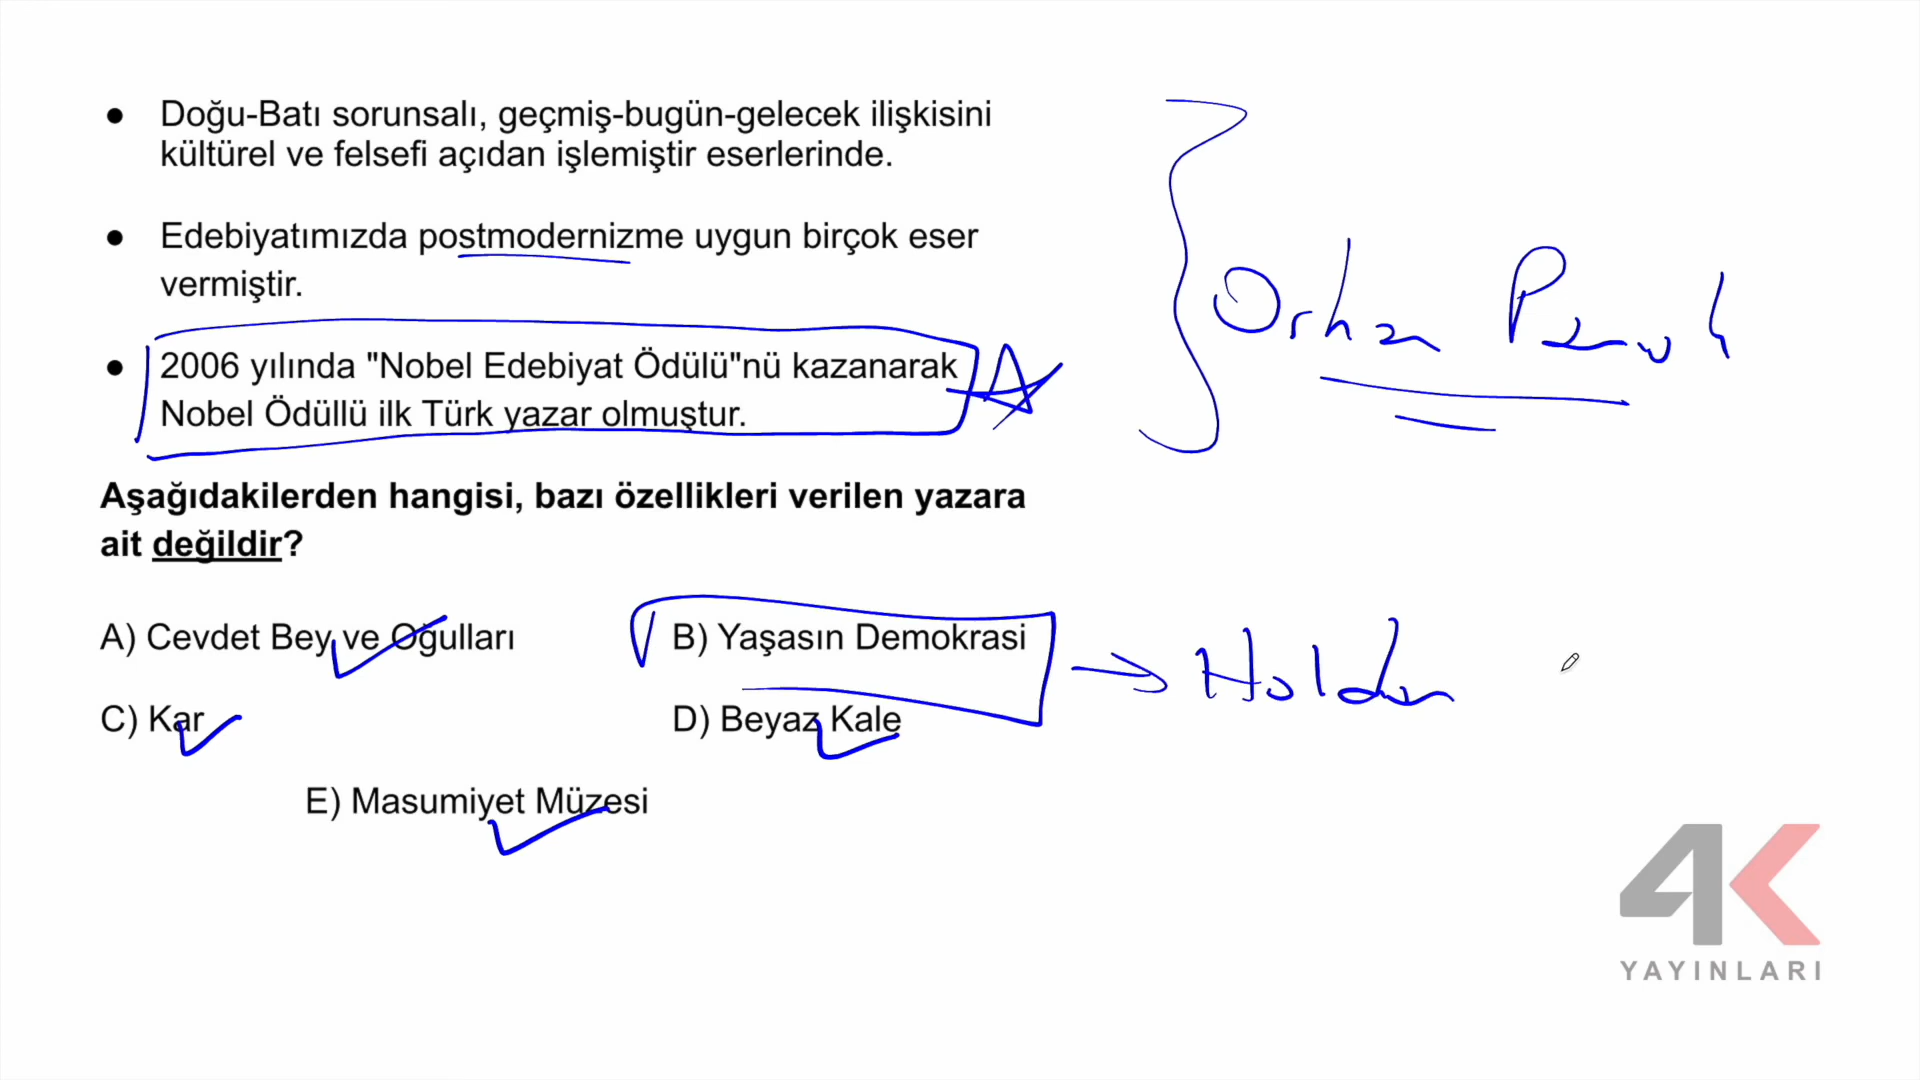 ● Doğu-Batı sorunsalı, geçmiş-bugün-gelecek ilişkisini
kültürel ve felsefi açıdan işlemiştir eserlerinde.
● Edebiyatımızda postmodernizme uygun birçok eser
vermiştir.
● 2006 yılında "Nobel Edebiyat Ödülü"nü kazanarak
Nobel Ödüllü ilk Türk yazar olmuştur.
Orhan Pamuk
Aşağıdakilerden hangisi, bazı özellikleri verilen yazara
ait değildir?
A) Cevdet Bey ve Oğulları
B) Yaşasın Demokrasi
C) Kar
D) Beyaz Kale
E) Masumiyet Müzesi
4K
YAYINLARI